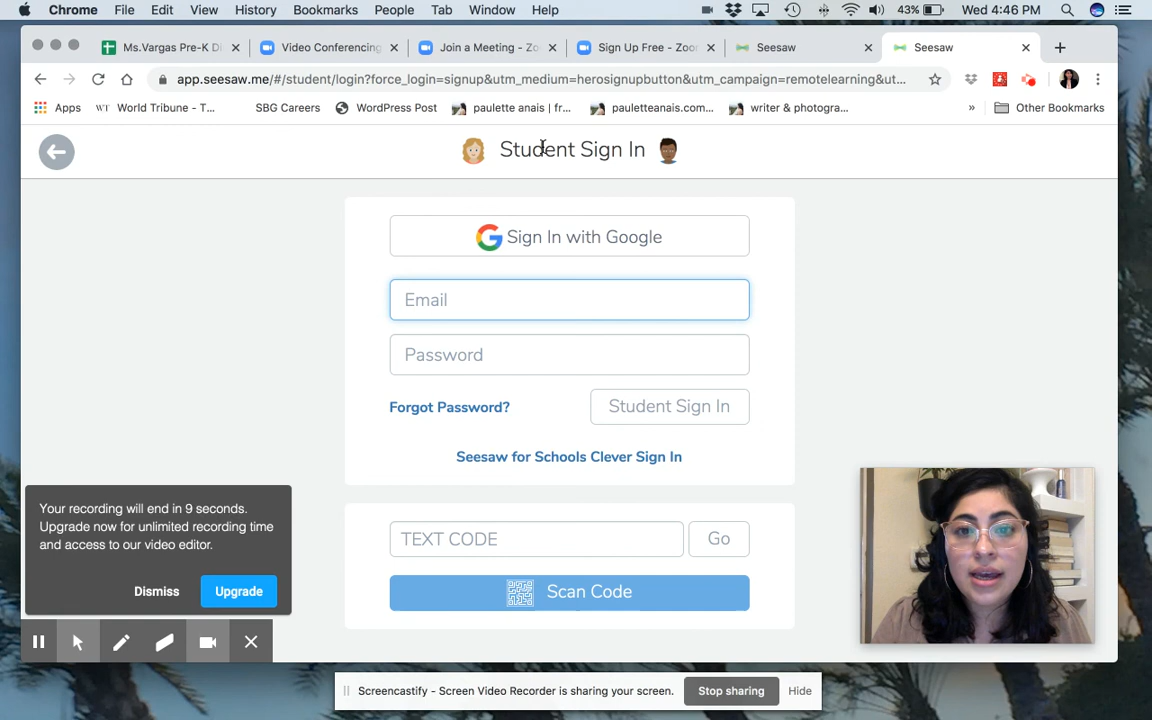 Chrome File Edit View History Bookmarks People Tab Window Help 43% Wed 4:46 PM
Ms.Vargas Pre-K Di Video Conferencing Join a Meeting - Zo Sign Up Free - Zoor Seesaw Seesaw
app.seesaw.me/#/student/login?force_login=signup&utm_medium=herosignupbutton&utm_campaign=remotelearning&ut...
Apps World Tribune - T... SBG Careers WordPress Post paulette anais | fr... pauletteanais.com... writer & photogra... » Other Bookmarks
Student Sign In
Sign In with Google
Email
Password
Forgot Password? Student Sign In
Seesaw for Schools Clever Sign In
Your recording will end in 9 seconds.
Upgrade now for unlimited recording time
and access to our video editor.
Dismiss Upgrade
TEXT CODE Go
Scan Code
Screencastify - Screen Video Recorder is sharing your screen. Stop sharing Hide